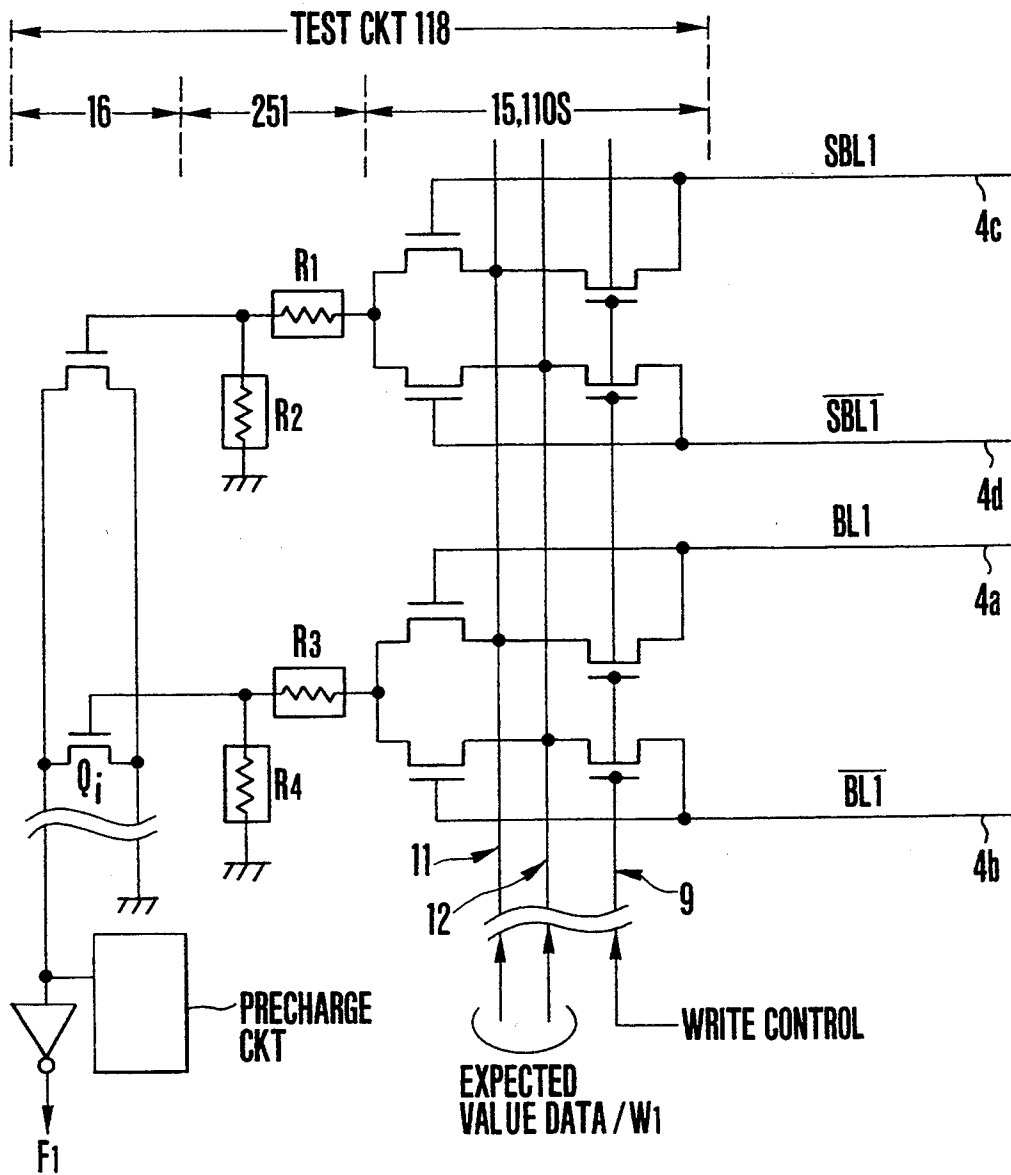 TEST CKT 118
16
251
15,110S
SBL1
4c
R1
R2
SBL1
4d
BL1
4a
R3
Qi
R4
BL1
4b
11
12
9
PRECHARGE
CKT
WRITE CONTROL
EXPECTED
VALUE DATA / W1
F1